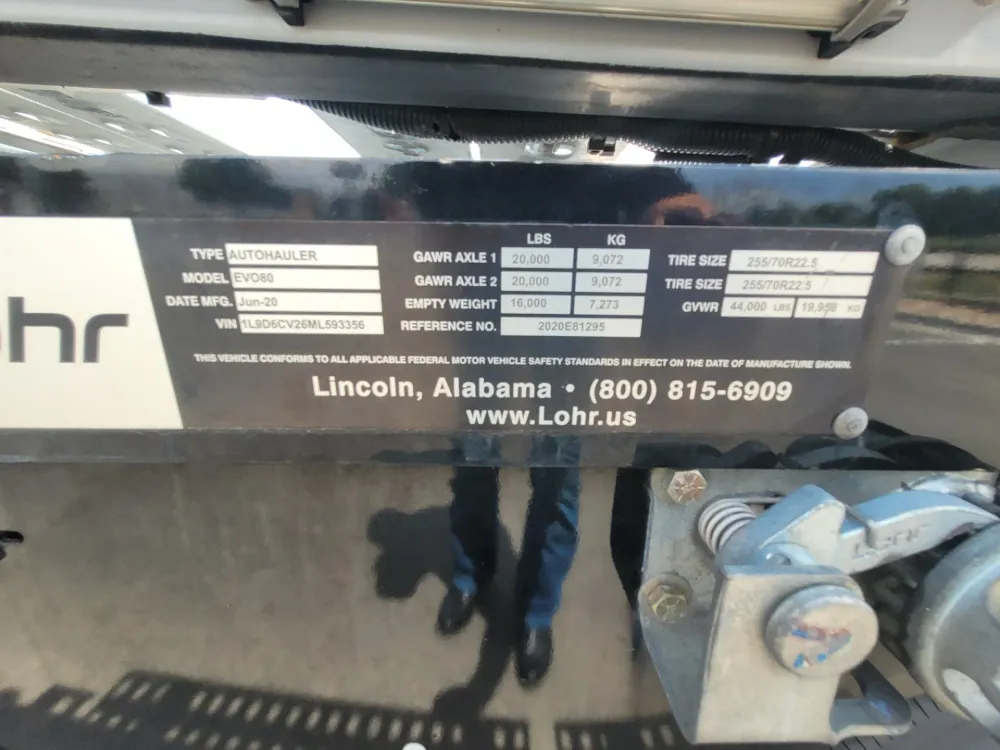 TYPE AUTOHAULER
MODEL EVO80
DATE MFG. Jun-20
VIN 1L9D6CV26ML593356
LBS KG
GAWR AXLE 1 20,000 9,072
GAWR AXLE 2 20,000 9,072
EMPTY WEIGHT 16,000 7,273
REFERENCE NO. 2020E81295
TIRE SIZE 255/70R22.5
TIRE SIZE 255/70R22.5
GVWR 44,000 LBS 19,958 KG
ohr
THIS VEHICLE CONFORMS TO ALL APPLICABLE FEDERAL MOTOR VEHICLE SAFETY STANDARDS IN EFFECT ON THE DATE OF MANUFACTURE SHOWN.
Lincoln, Alabama • (800) 815-6909
www.Lohr.us
Lohr